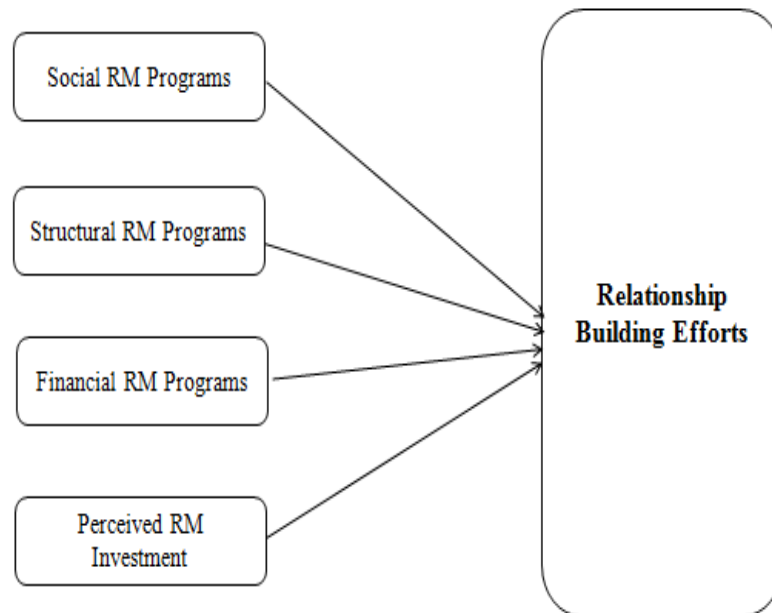 Social RM Programs
Structural RM Programs
Financial RM Programs
Perceived RM
Investment
Relationship
Building Efforts